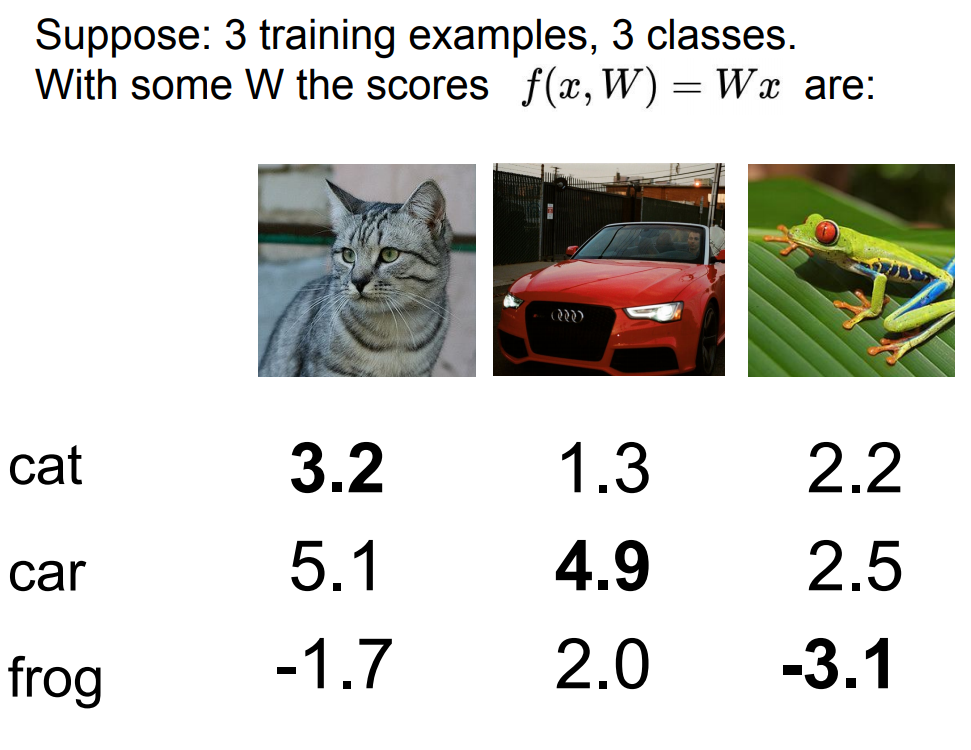 Suppose: 3 training examples, 3 classes.
With some W the scores f(x, W) = Wx are:
cat 3.2 1.3 2.2
car 5.1 4.9 2.5
frog -1.7 2.0 -3.1